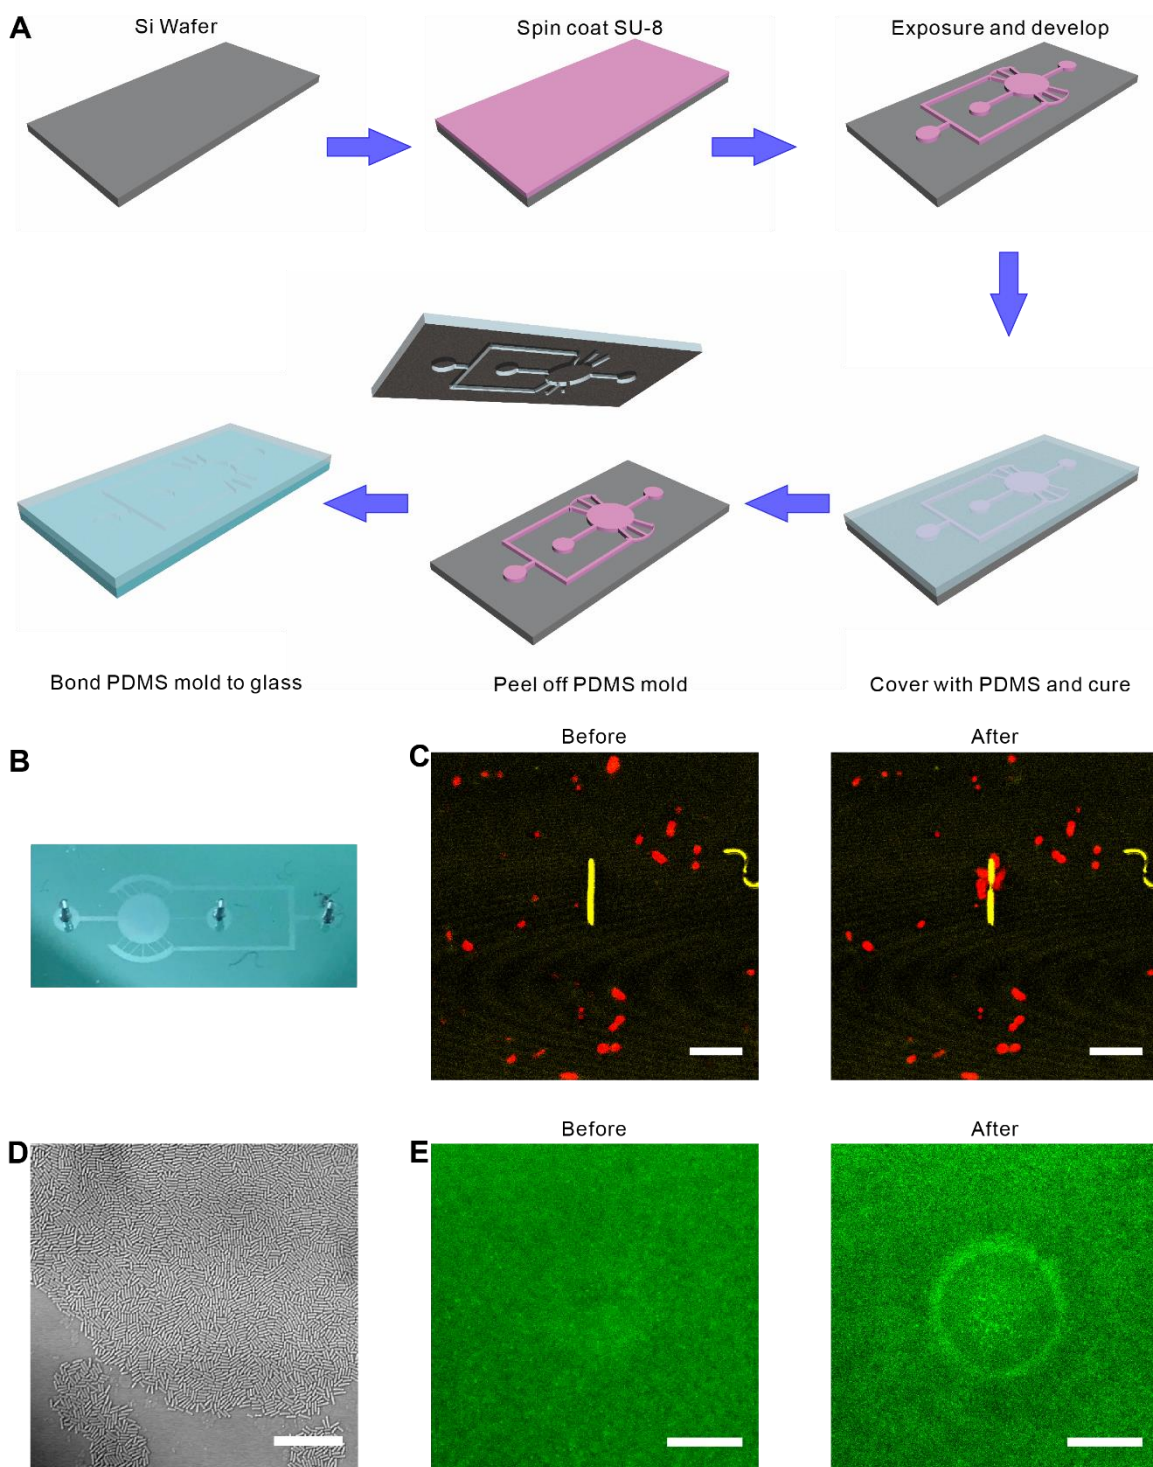 A
Si Wafer
Spin coat SU-8
Exposure and develop
Bond PDMS mold to glass
Peel off PDMS mold
Cover with PDMS and cure
B
C
Before
After
D
E
Before
After